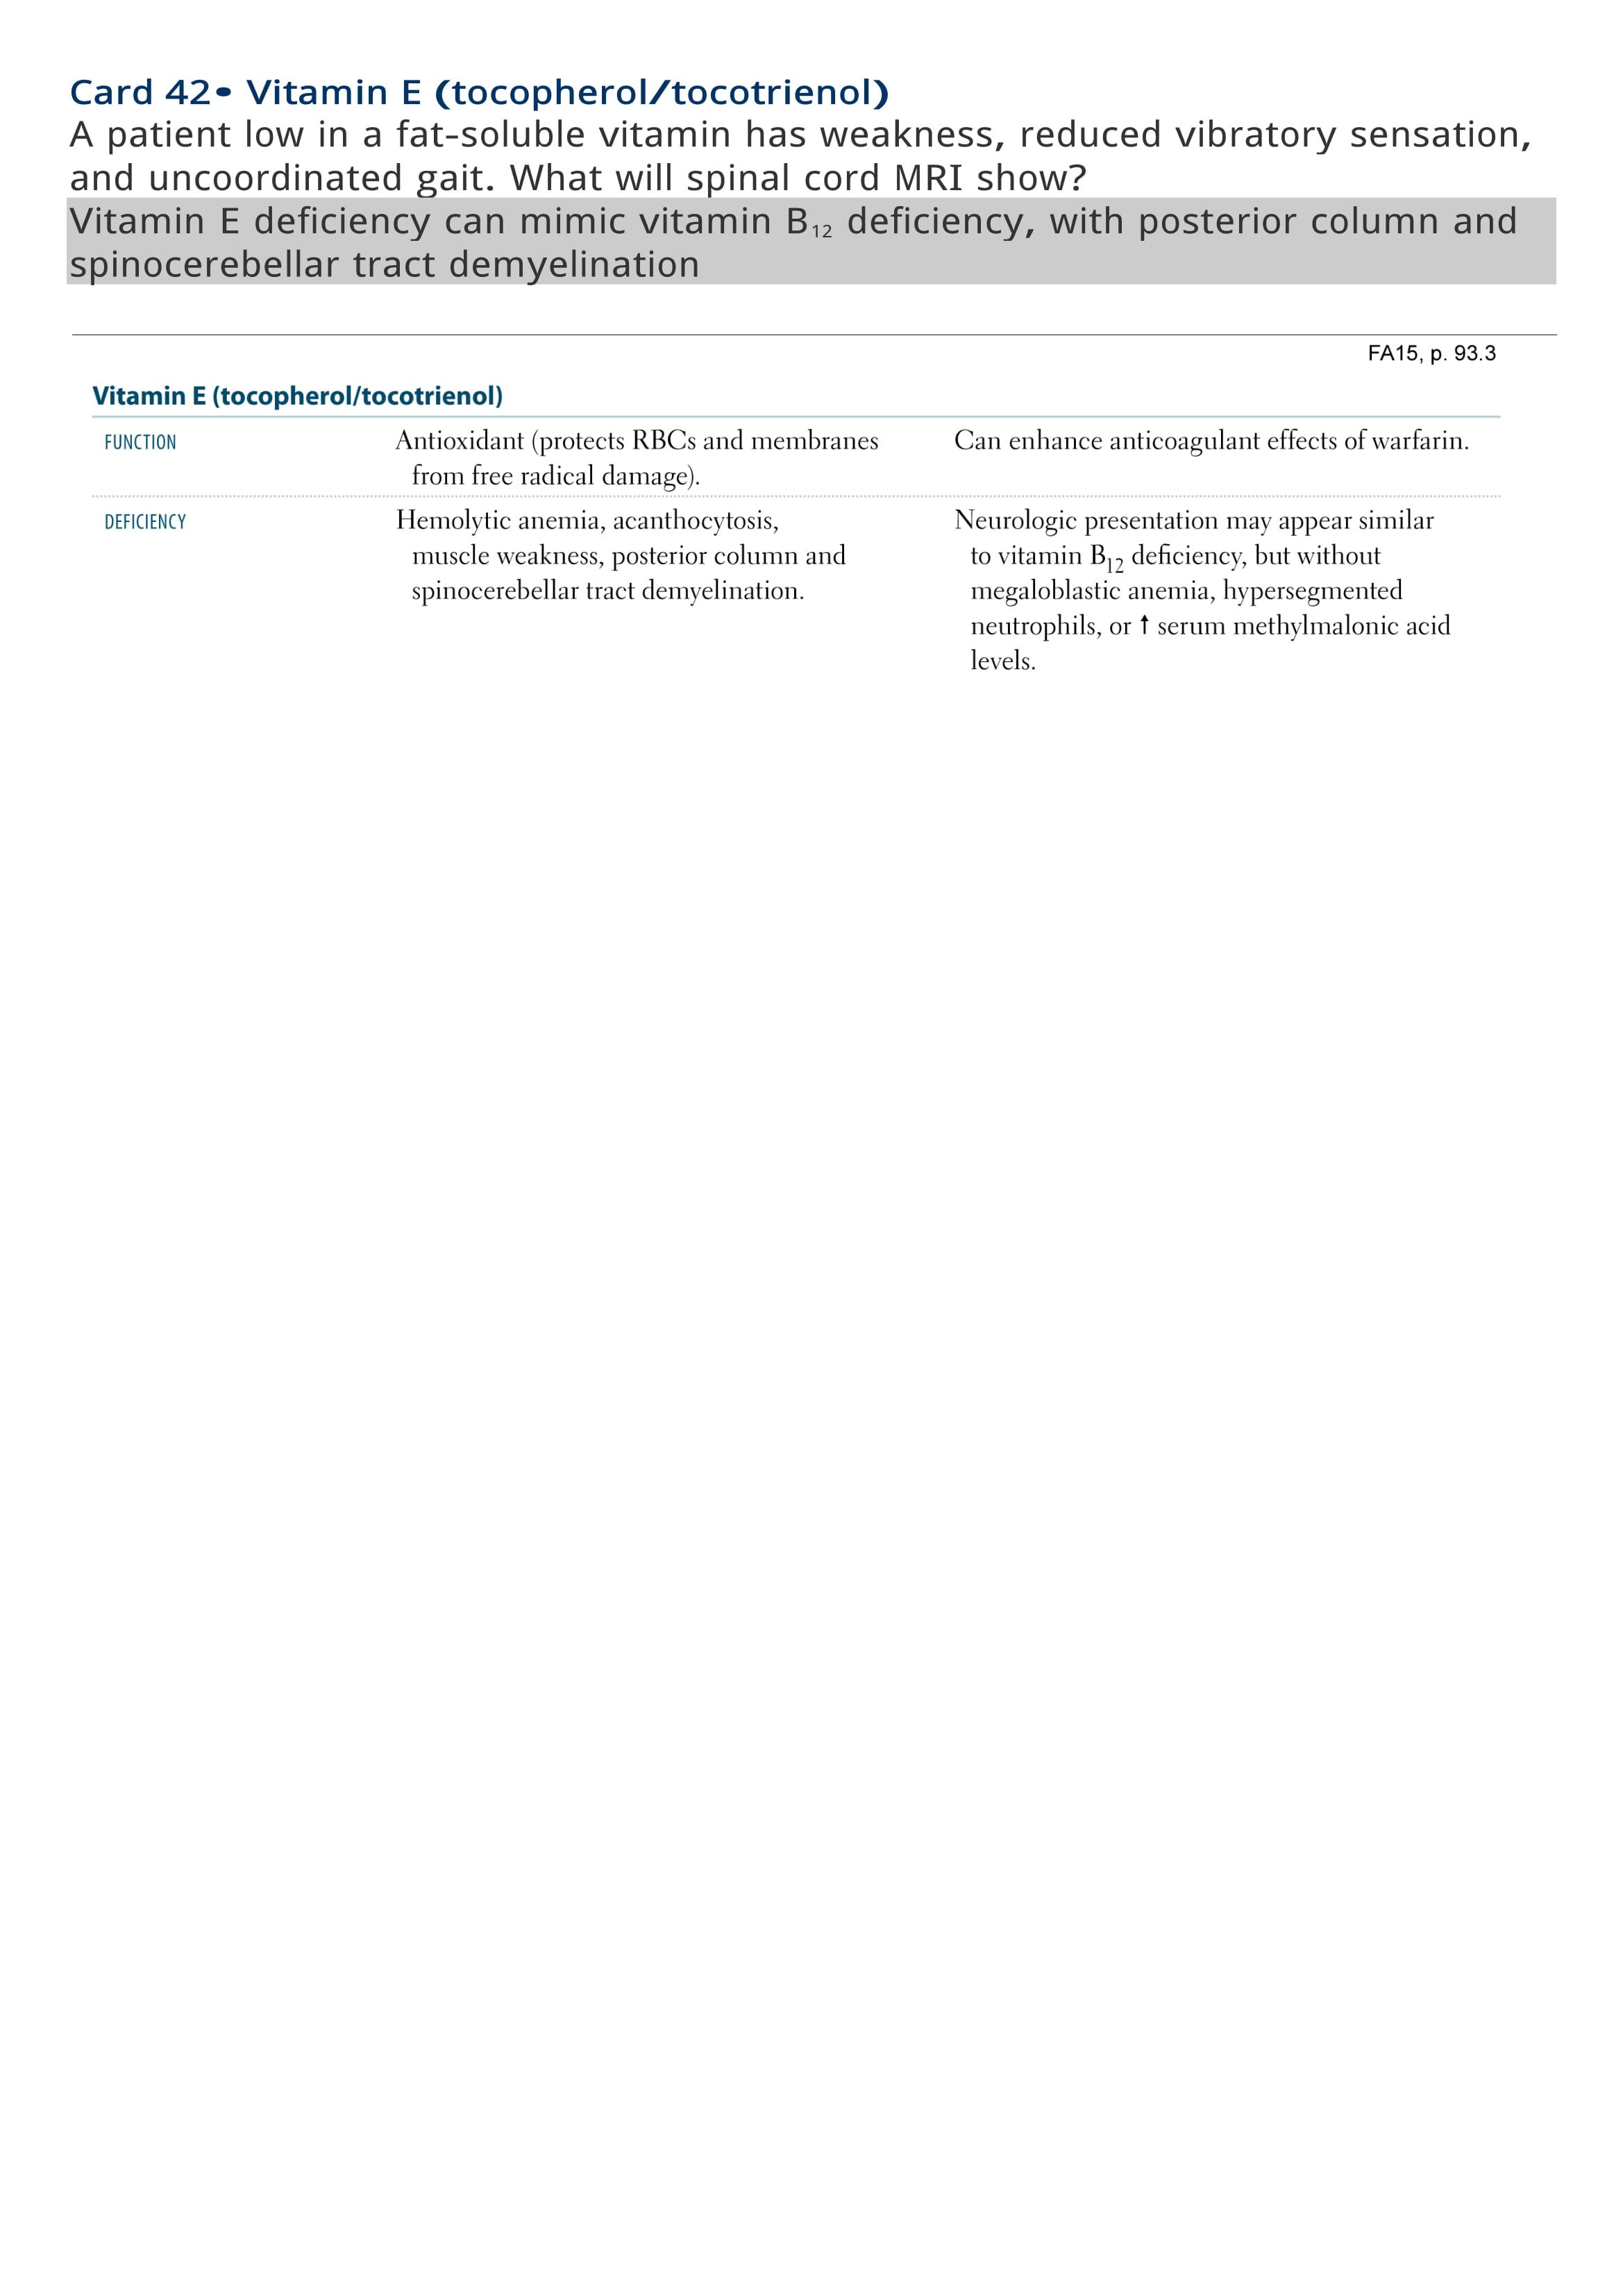 Card 42• Vitamin E (tocopherol/tocotrienol)
A patient low in a fat-soluble vitamin has weakness, reduced vibratory sensation,
and uncoordinated gait. What will spinal cord MRI show?
Vitamin E deficiency can mimic vitamin B₁₂ deficiency, with posterior column and
spinocerebellar tract demyelination
FA15, p. 93.3
Vitamin E (tocopherol/tocotrienol)
FUNCTION
Antioxidant (protects RBCs and membranes
from free radical damage).
Can enhance anticoagulant effects of warfarin.
DEFICIENCY
Hemolytic anemia, acanthocytosis,
muscle weakness, posterior column and
spinocerebellar tract demyelination.
Neurologic presentation may appear similar
to vitamin B₁₂ deficiency, but without
megaloblastic anemia, hypersegmented
neutrophils, or ↑ serum methylmalonic acid
levels.